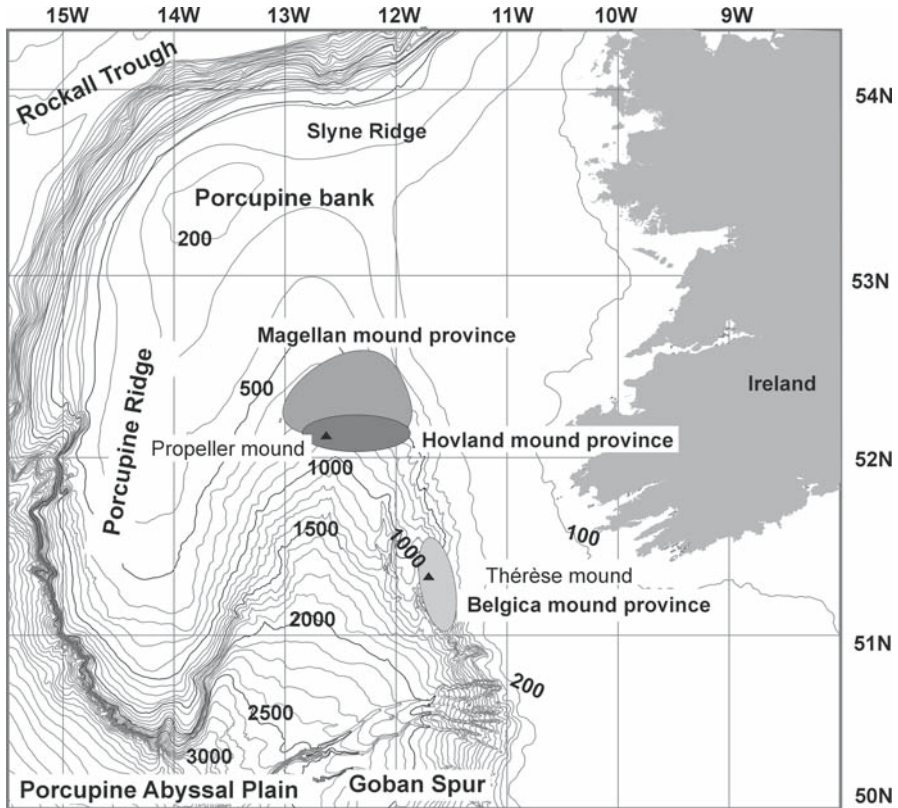 15W 14W 13W 12W 11W 10W 9W
Rockall Trough
54N
Slyne Ridge
Porcupine bank
200
53N
Magellan mound province
500
Ireland
Porcupine Ridge
Propeller mound
Hovland mound province
1000
52N
1500
1000
100
Thérèse mound
Belgica mound province
2000
51N
200
2500
3000
Porcupine Abyssal Plain
Goban Spur
50N